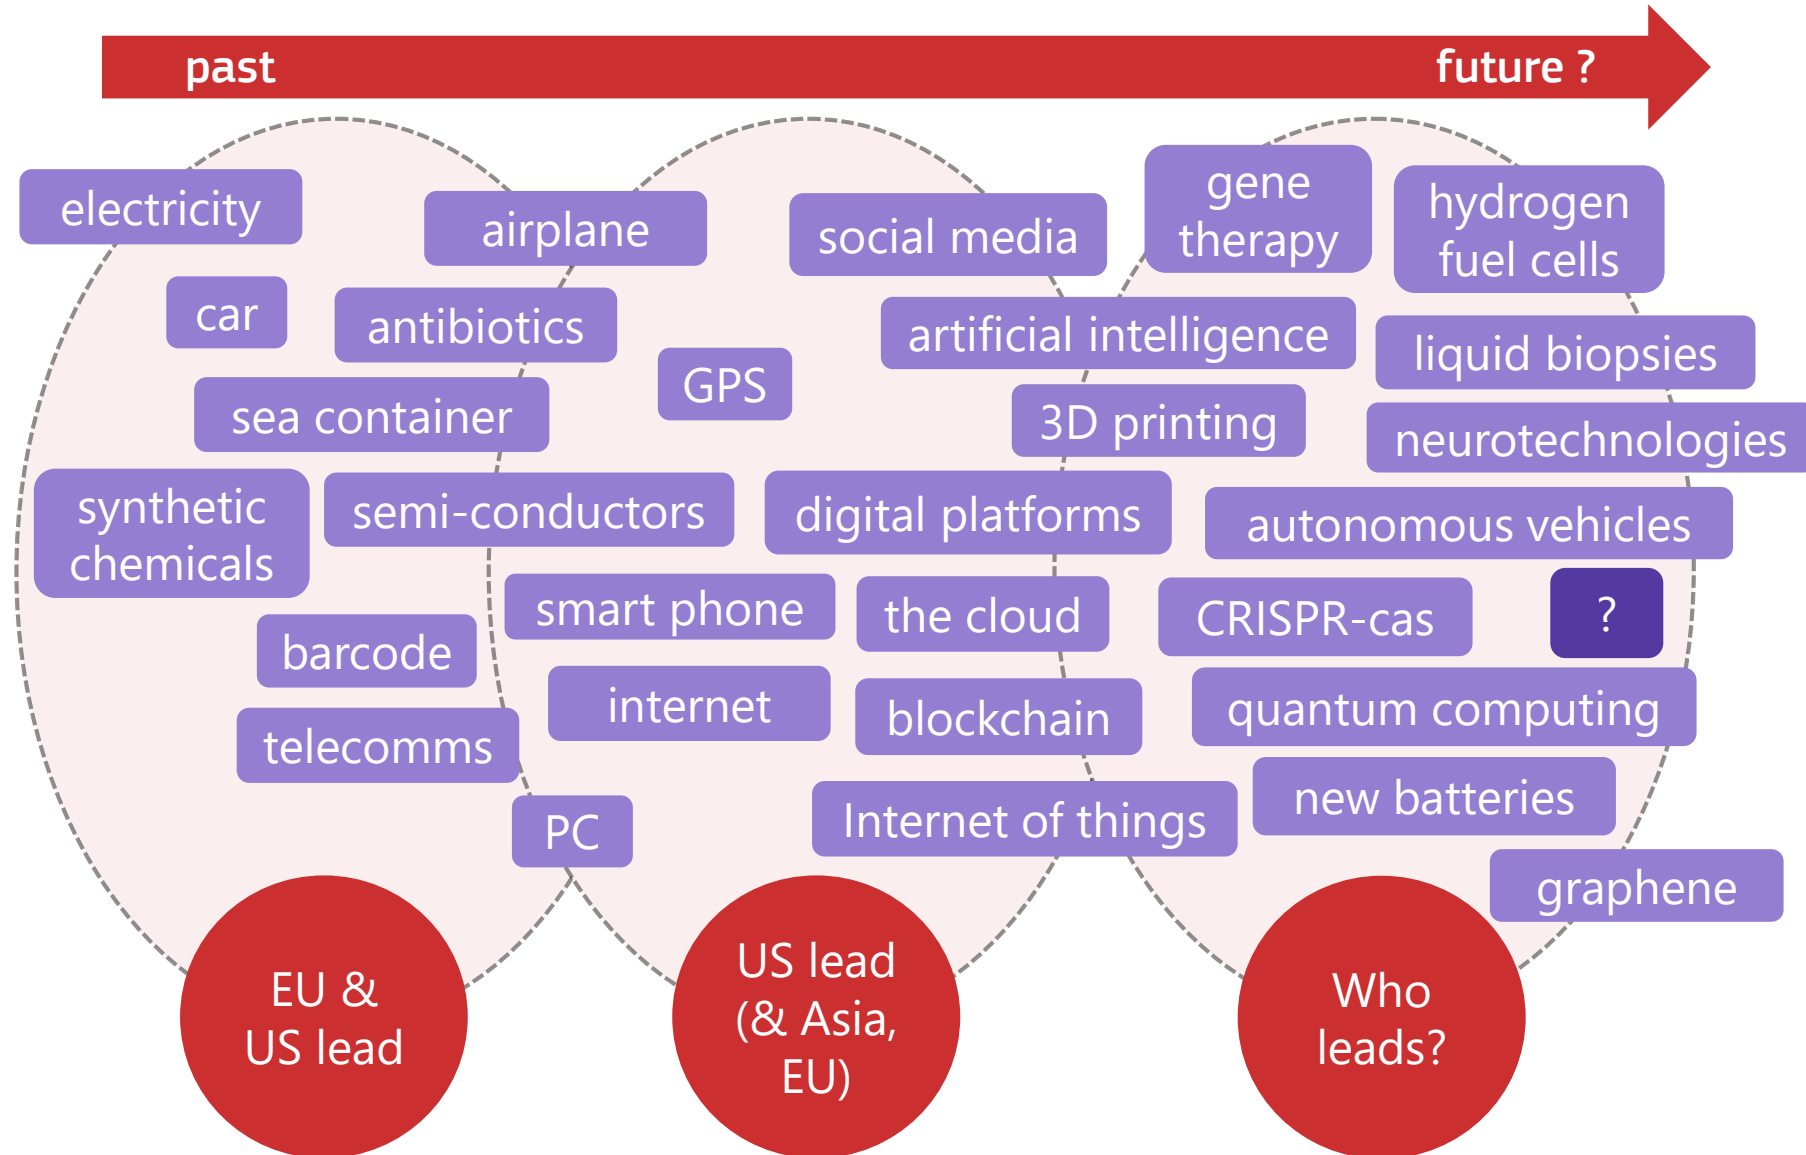 past
future ?
electricity
car
airplane
antibiotics
sea container
synthetic
chemicals
semi-conductors
barcode
telecomms
PC
social media
GPS
artificial intelligence
3D printing
digital platforms
smart phone
the cloud
internet
blockchain
Internet of things
gene
therapy
hydrogen
fuel cells
liquid biopsies
neurotechnologies
autonomous vehicles
CRISPR-cas
?
quantum computing
new batteries
graphene
EU &
US lead
US lead
(& Asia,
EU)
Who
leads?